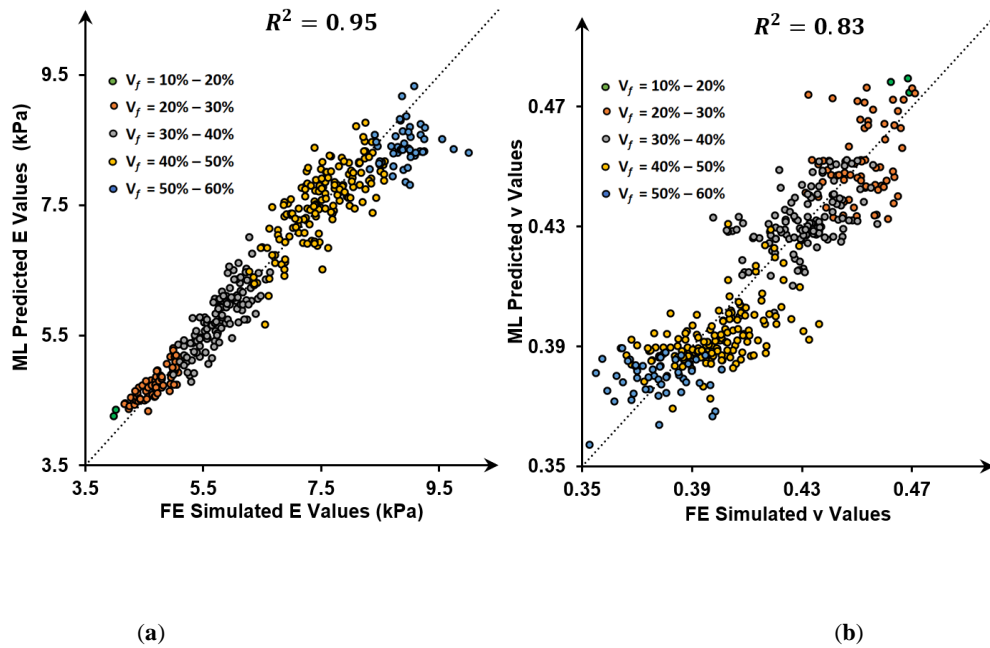 R² = 0.95
9.5
7.5
5.5
3.5
ML Predicted E Values (kPa)
V_f = 10% – 20%
V_f = 20% – 30%
V_f = 30% – 40%
V_f = 40% – 50%
V_f = 50% – 60%
3.5 5.5 7.5 9.5
FE Simulated E Values (kPa)
(a)
R² = 0.83
0.47
0.43
0.39
0.35
ML Predicted v Values
V_f = 10% – 20%
V_f = 20% – 30%
V_f = 30% – 40%
V_f = 40% – 50%
V_f = 50% – 60%
0.35 0.39 0.43 0.47
FE Simulated v Values
(b)